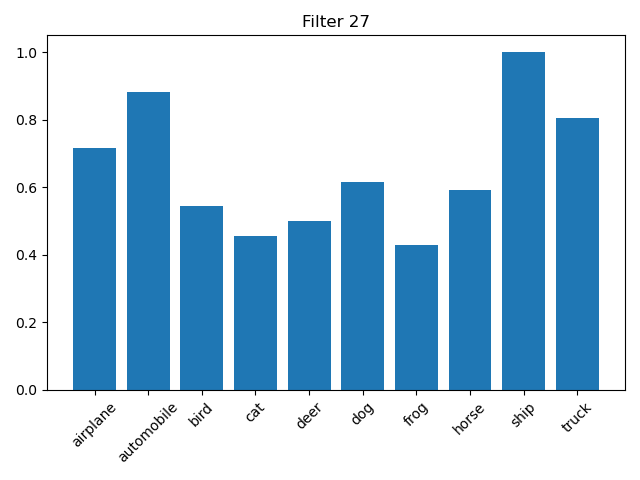 Filter 27
1.0
0.8
0.6
0.4
0.2
0.0
airplane
automobile
bird
cat
deer
dog
frog
horse
ship
truck